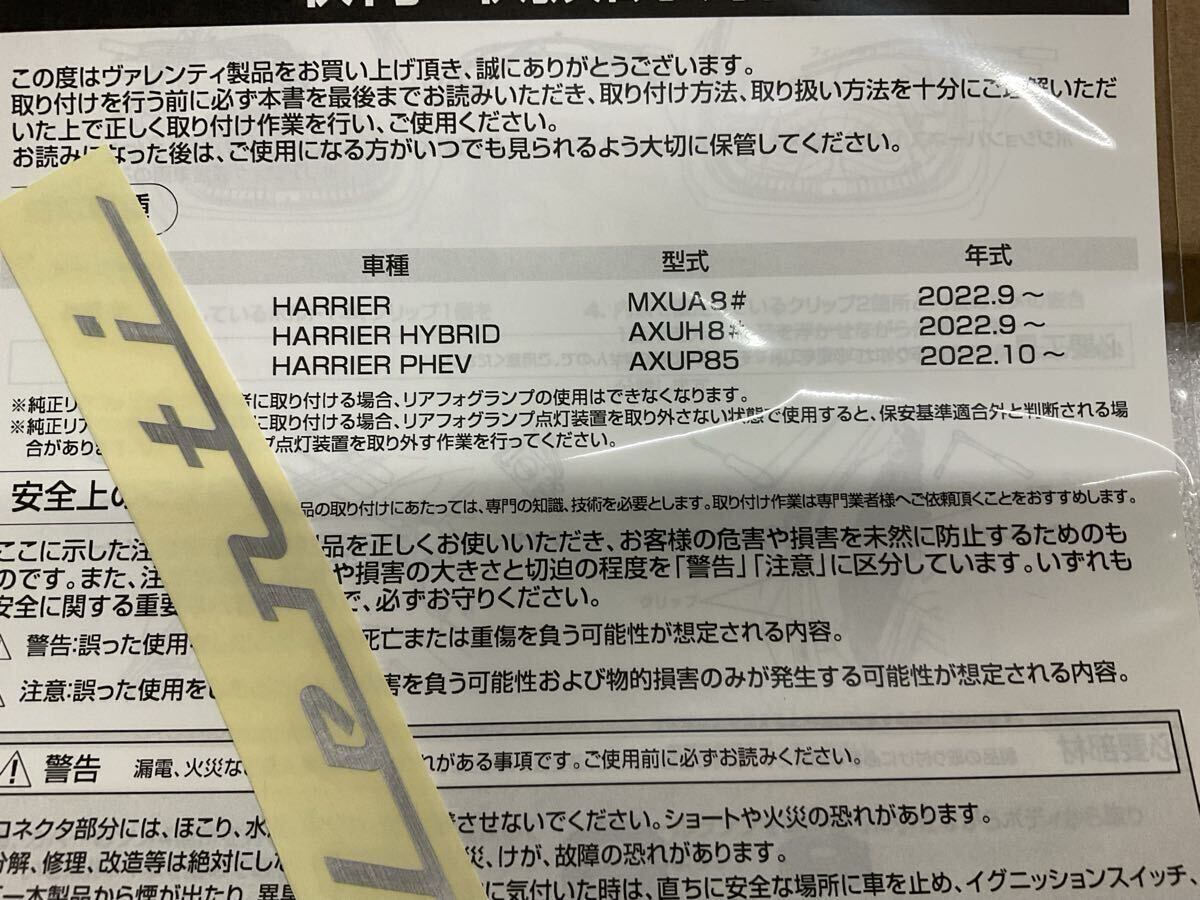 この度はヴァレンティ製品をお買い上げ頂き、誠にありがとうございます。
取り付けを行う前に必ず本書を最後までお読みいただき、取り付け方法、取り扱い方法を十分にご理解いただ
いた上で正しく取り付け作業を行い、ご使用ください。
お読みになった後は、ご使用になる方がいつでも見られるよう大切に保管してください。
車種 型式 年式
HARRIER MXUA8# 2022.9～
HARRIER HYBRID AXUH8# 2022.9～
HARRIER PHEV AXUP85 2022.10～
※純正リ に取り付ける場合、リアフォグランプの使用はできなくなります。
※純正リア に取り付ける場合、リアフォグランプ点灯装置を取り外さない状態で使用すると、保安基準適合外と判断される場
合があり プ点灯装置を取り外す作業を行ってください。
安全上の 品の取り付けにあたっては、専門の知識、技術を必要とします。取り付け作業は専門業者様へご依頼頂くことをおすすめします。
ここに示した注 品を正しくお使いいただき、お客様の危害や損害を未然に防止するためのも
のです。また、注 や損害の大きさと切迫の程度を「警告」「注意」に区分しています。いずれも
安全に関する重要 で、必ずお守りください。
警告:誤った使用 死亡または重傷を負う可能性が想定される内容。
注意:誤った使用を 害を負う可能性および物的損害のみが発生する可能性が想定される内容。
警告 漏電、火災な れがある事項です。ご使用前に必ずお読みください。
コネクタ部分には、ほこり、水 させないでください。ショートや火災の恐れがあります。
分解、修理、改造等は絶対にし 災、けが、故障の恐れがあります。
一本製品から煙が出たり、異臭 に気付いた時は、直ちに安全な場所に車を止め、イグニッションスイッチ、
Lenti